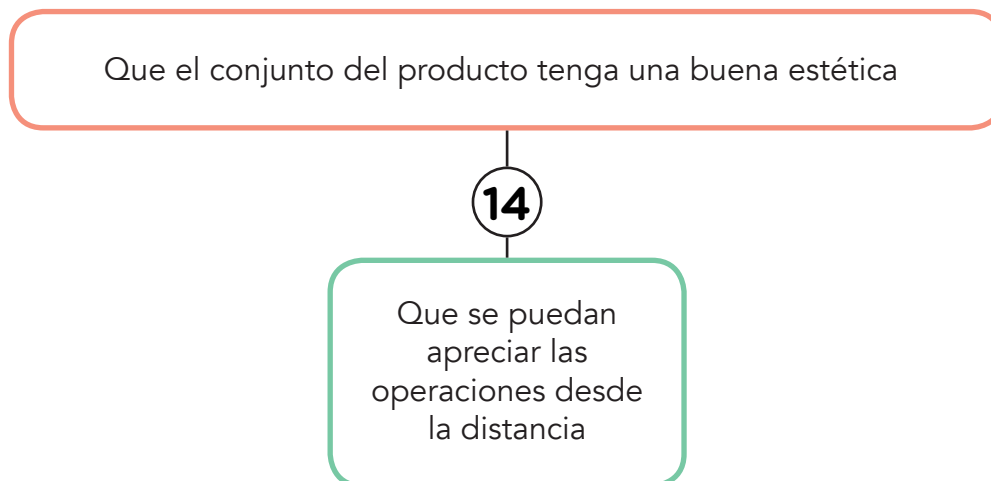 Que el conjunto del producto tenga una buena estética
14
Que se puedan
apreciar las
operaciones desde
la distancia